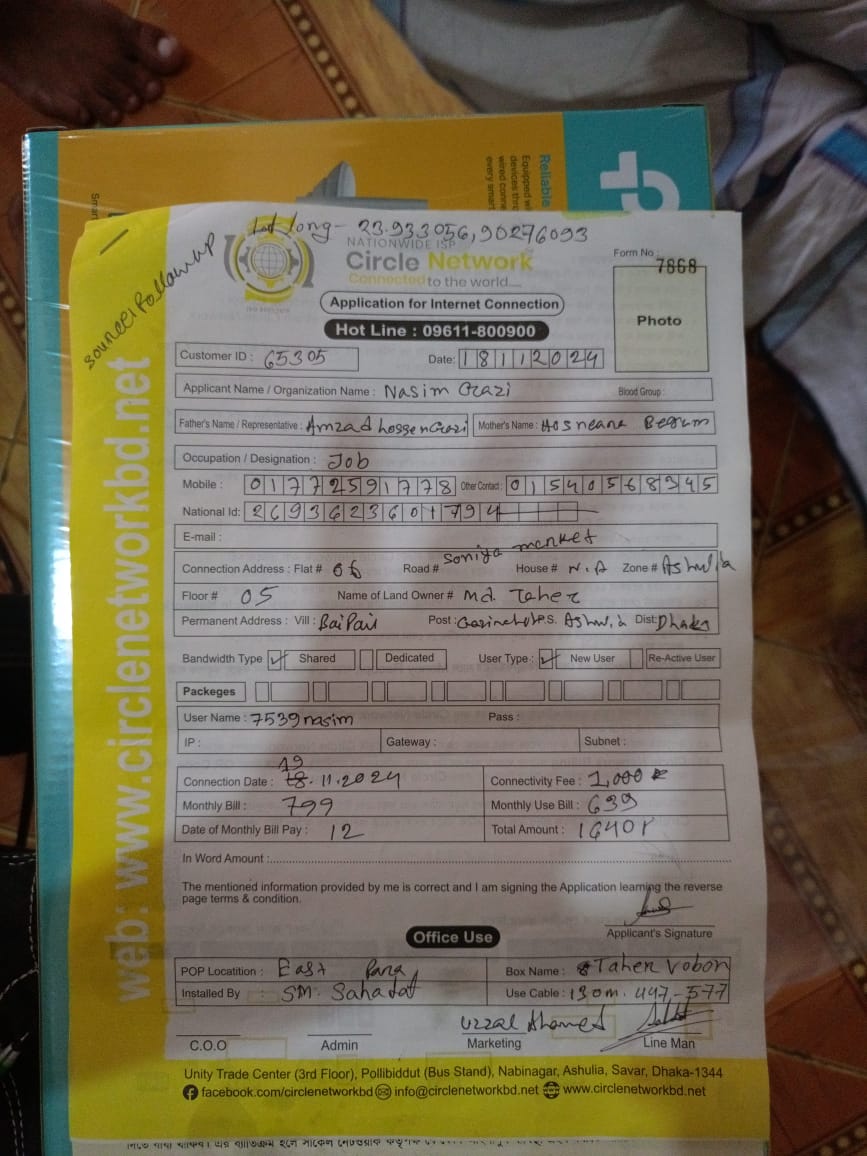 Lat long - 23.933056, 90276093
source: Follow up
NATIONWIDE ISP
Circle Network
Connected to the world....
Form No : 7868
Application for Internet Connection
Photo
Hot Line : 09611-800900
Customer ID : 65305
Date: 18112024
Applicant Name / Organization Name : Nasim Gazi
Blood Group :
Father's Name / Representative : Amzad hossen Gazi
Mother's Name : Hosneara Begum
Occupation / Designation : Job
Mobile : 01772591778
Other Contact : 01540568945
National Id: 2693623601794
E-mail :
Connection Address : Flat # 06 Road # Soniya market House # N.A Zone # Ashulia
Floor # 05 Name of Land Owner # Md. Taher
Permanent Address : Vill : BaiPail Post : P.S. Ashulia Dist: Dhaka
Bandwidth Type ✓ Shared Dedicated User Type : ✓ New User Re-Active User
Packeges
User Name : 7539nasim Pass :
IP : Gateway : Subnet :
Connection Date : 19.11.2024
Connectivity Fee : 1,000
Monthly Bill : 799
Monthly Use Bill : 639
Date of Monthly Bill Pay : 12
Total Amount : 1640
In Word Amount :
The mentioned information provided by me is correct and I am signing the Application learning the reverse
page terms & condition.
Applicant's Signature
Office Use
POP Locatition : East Para
Box Name : Taher Vobon
Installed By : SM. Sahadat
Use Cable : 130m. 447-577
Uzzal Ahamed
C.O.O Admin Marketing Line Man
Unity Trade Center (3rd Floor), Pollibiddut (Bus Stand), Nabinagar, Ashulia, Savar, Dhaka-1344
facebook.com/circlenetworkbd info@circlenetworkbd.net www.circlenetworkbd.net
web: www.circlenetworkbd.net
Reliable